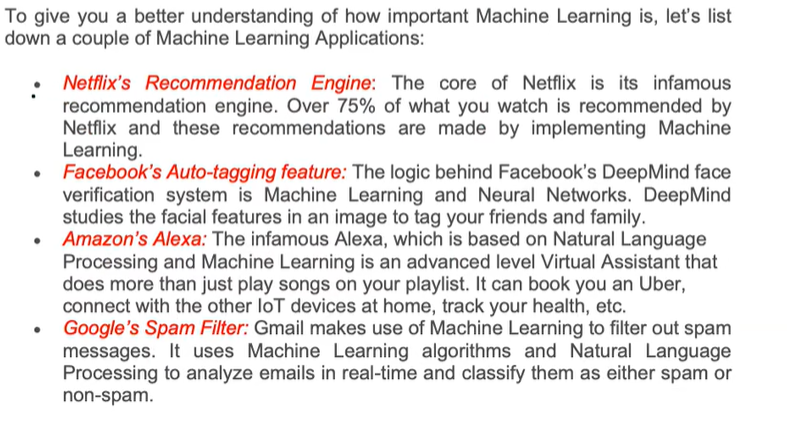 To give you a better understanding of how important Machine Learning is, let's list
down a couple of Machine Learning Applications:
• Netflix's Recommendation Engine: The core of Netflix is its infamous
recommendation engine. Over 75% of what you watch is recommended by
Netflix and these recommendations are made by implementing Machine
Learning.
• Facebook's Auto-tagging feature: The logic behind Facebook's DeepMind face
verification system is Machine Learning and Neural Networks. DeepMind
studies the facial features in an image to tag your friends and family.
• Amazon's Alexa: The infamous Alexa, which is based on Natural Language
Processing and Machine Learning is an advanced level Virtual Assistant that
does more than just play songs on your playlist. It can book you an Uber,
connect with the other IoT devices at home, track your health, etc.
• Google's Spam Filter: Gmail makes use of Machine Learning to filter out spam
messages. It uses Machine Learning algorithms and Natural Language
Processing to analyze emails in real-time and classify them as either spam or
non-spam.